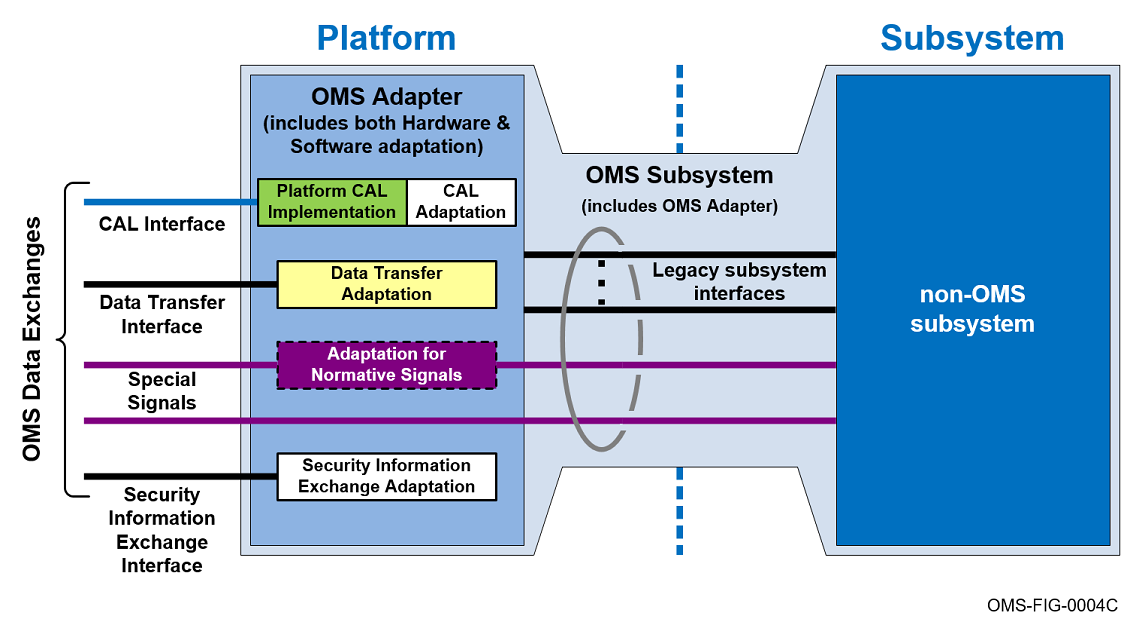 Platform
Subsystem
OMS Adapter
(includes both Hardware &
Software adaptation)
OMS Data Exchanges
CAL Interface
Platform CAL
Implementation
CAL
Adaptation
Data Transfer
Interface
Data Transfer
Adaptation
Special
Signals
Adaptation for
Normative Signals
Security
Information
Exchange
Interface
Security Information
Exchange Adaptation
OMS Subsystem
(includes OMS Adapter)
Legacy subsystem
interfaces
non-OMS
subsystem
OMS-FIG-0004C